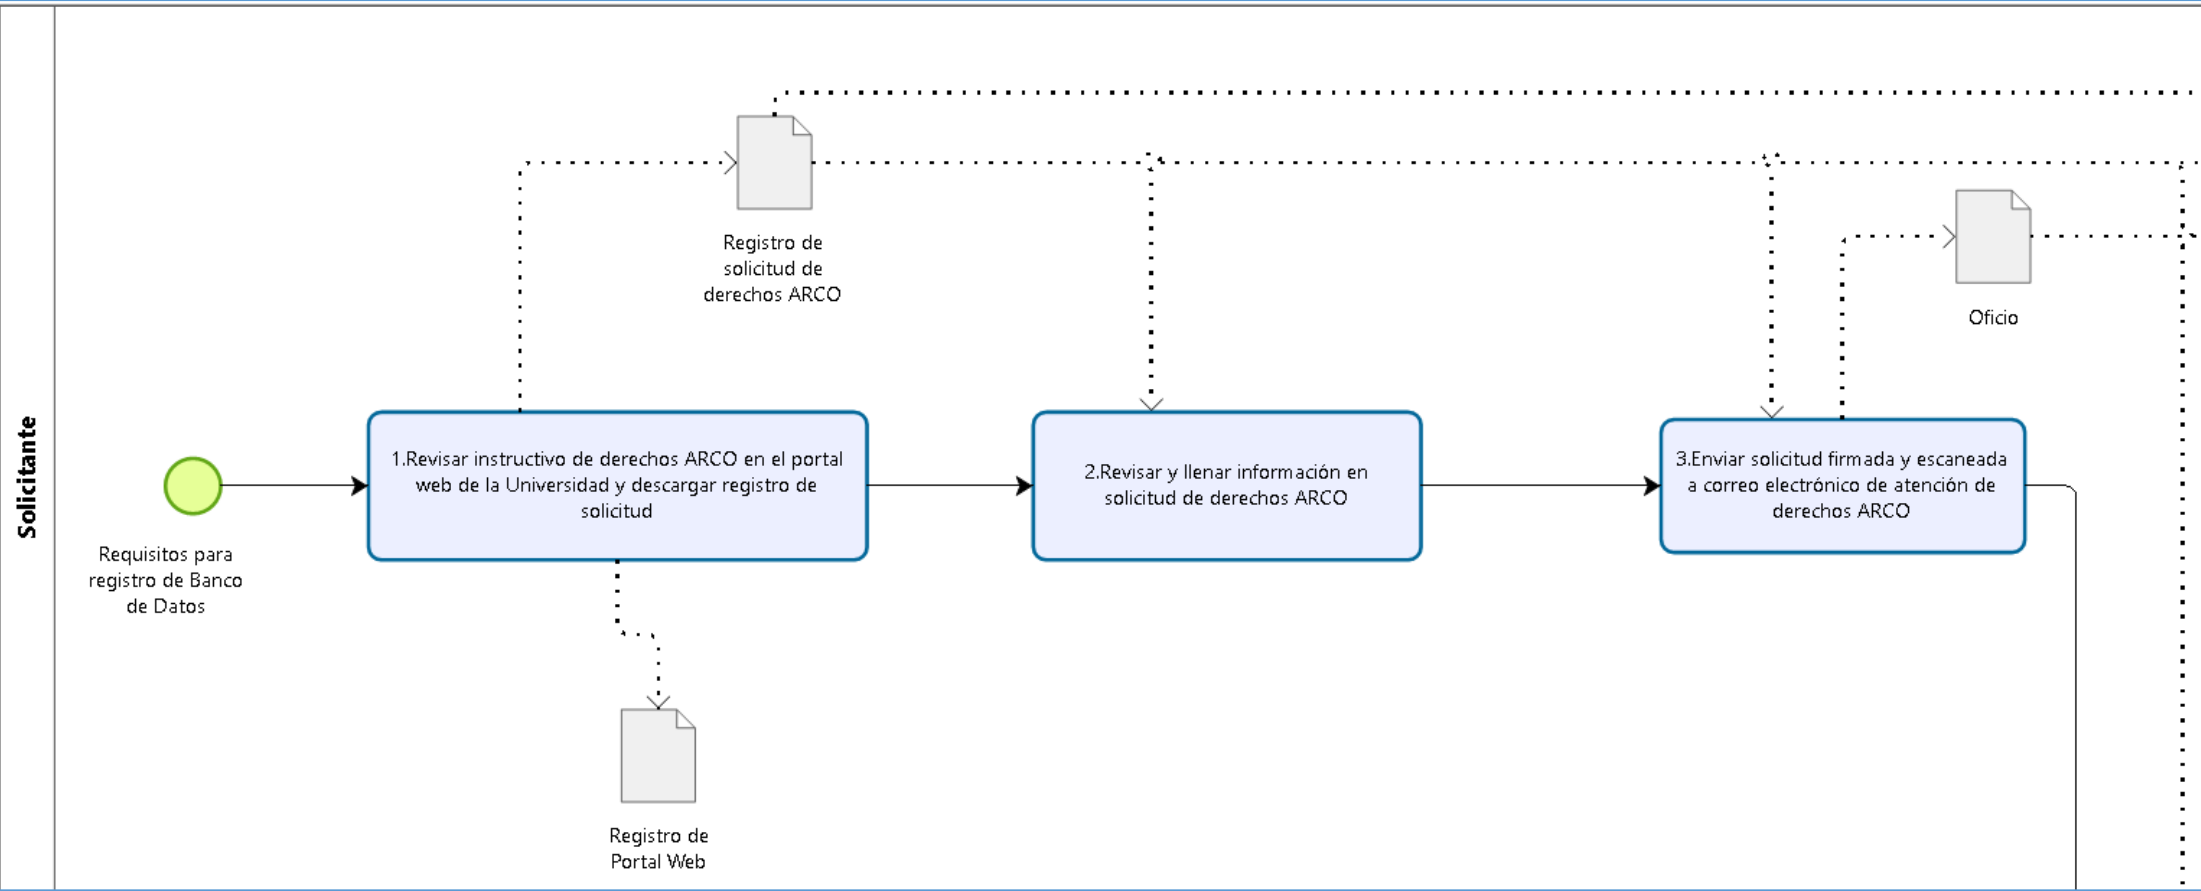 Solicitante
Requisitos para
registro de Banco
de Datos
1.Revisar instructivo de derechos ARCO en el portal
web de la Universidad y descargar registro de
solicitud
Registro de
solicitud de
derechos ARCO
Registro de
Portal Web
2.Revisar y llenar información en
solicitud de derechos ARCO
3.Enviar solicitud firmada y escaneada
a correo electrónico de atención de
derechos ARCO
Oficio